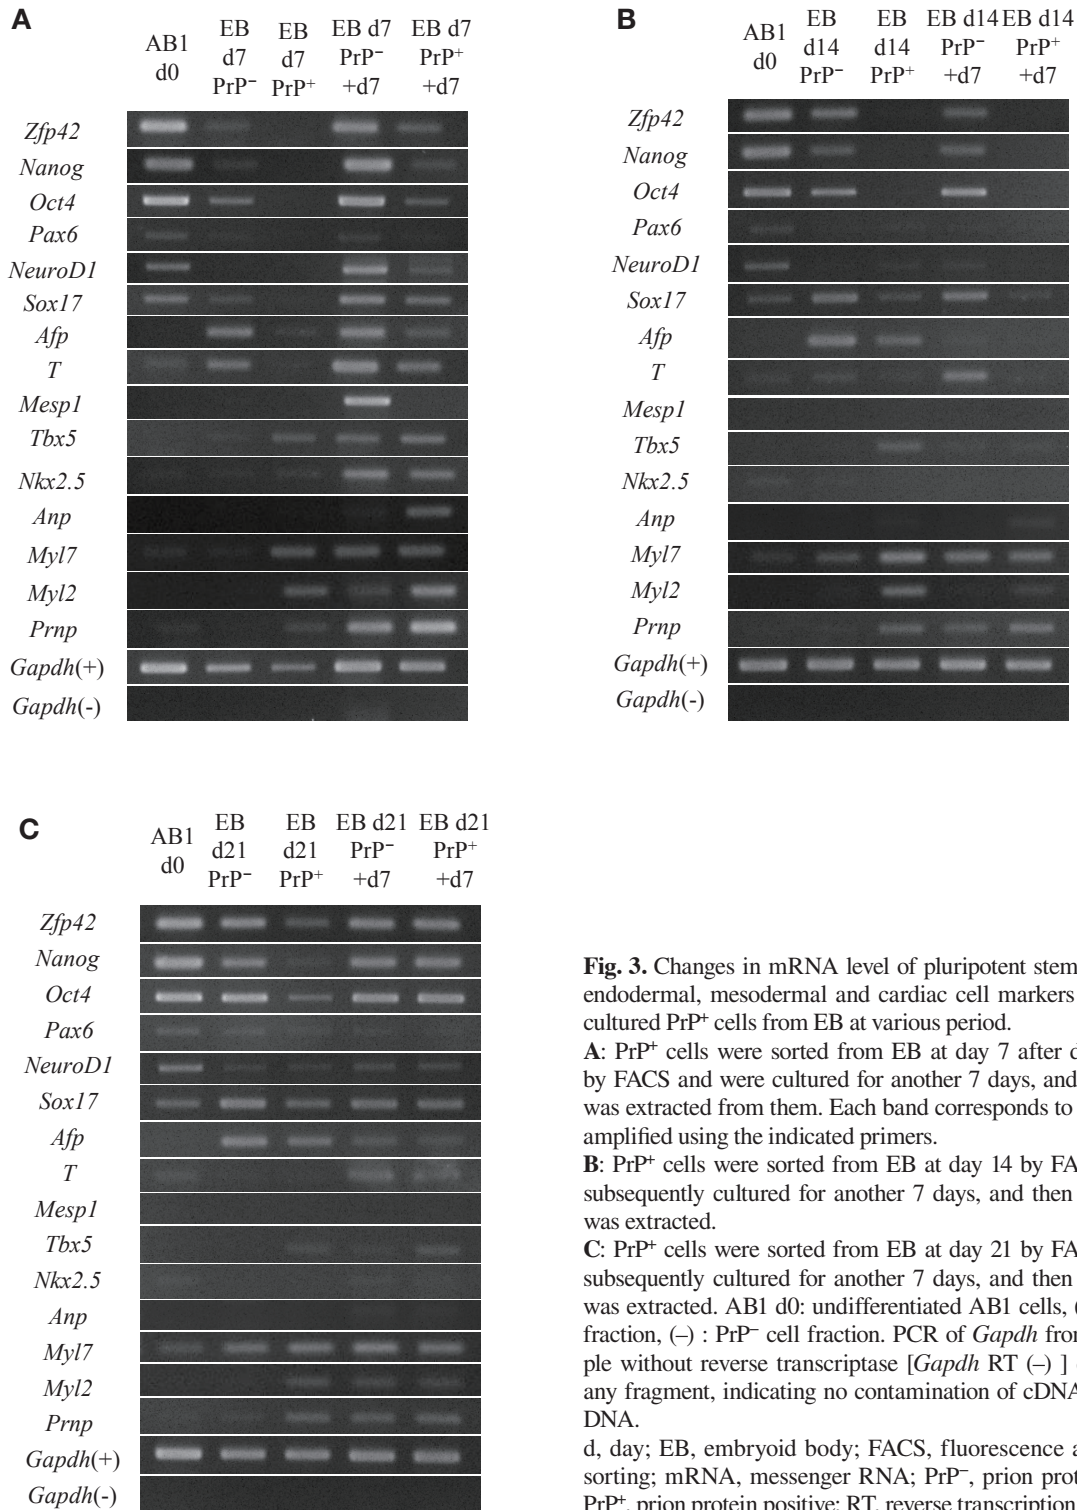 A
AB1
d0
EB
d7
PrP⁻
EB
d7
PrP⁺
EB d7
PrP⁻
+d7
EB d7
PrP⁺
+d7
Zfp42
Nanog
Oct4
Pax6
NeuroD1
Sox17
Afp
T
Mesp1
Tbx5
Nkx2.5
Anp
Myl7
Myl2
Prnp
Gapdh(+)
Gapdh(-)
B
AB1
d0
EB
d14
PrP⁻
EB
d14
PrP⁺
EB d14
PrP⁻
+d7
EB d14
PrP⁺
+d7
Zfp42
Nanog
Oct4
Pax6
NeuroD1
Sox17
Afp
T
Mesp1
Tbx5
Nkx2.5
Anp
Myl7
Myl2
Prnp
Gapdh(+)
Gapdh(-)
C
AB1
d0
EB
d21
PrP⁻
EB
d21
PrP⁺
EB d21
PrP⁻
+d7
EB d21
PrP⁺
+d7
Zfp42
Nanog
Oct4
Pax6
NeuroD1
Sox17
Afp
T
Mesp1
Tbx5
Nkx2.5
Anp
Myl7
Myl2
Prnp
Gapdh(+)
Gapdh(-)
Fig. 3. Changes in mRNA level of pluripotent stem
endodermal, mesodermal and cardiac cell markers
cultured PrP⁺ cells from EB at various period.
A: PrP⁺ cells were sorted from EB at day 7 after d
by FACS and were cultured for another 7 days, and
was extracted from them. Each band corresponds to
amplified using the indicated primers.
B: PrP⁺ cells were sorted from EB at day 14 by FA
subsequently cultured for another 7 days, and then
was extracted.
C: PrP⁺ cells were sorted from EB at day 21 by FA
subsequently cultured for another 7 days, and then
was extracted. AB1 d0: undifferentiated AB1 cells, (
fraction, (–) : PrP⁻ cell fraction. PCR of Gapdh from
ple without reverse transcriptase [Gapdh RT (–) ]
any fragment, indicating no contamination of cDNA
DNA.
d, day; EB, embryoid body; FACS, fluorescence a
sorting; mRNA, messenger RNA; PrP⁻, prion prot
PrP⁺, prion protein positive; RT, reverse transcription